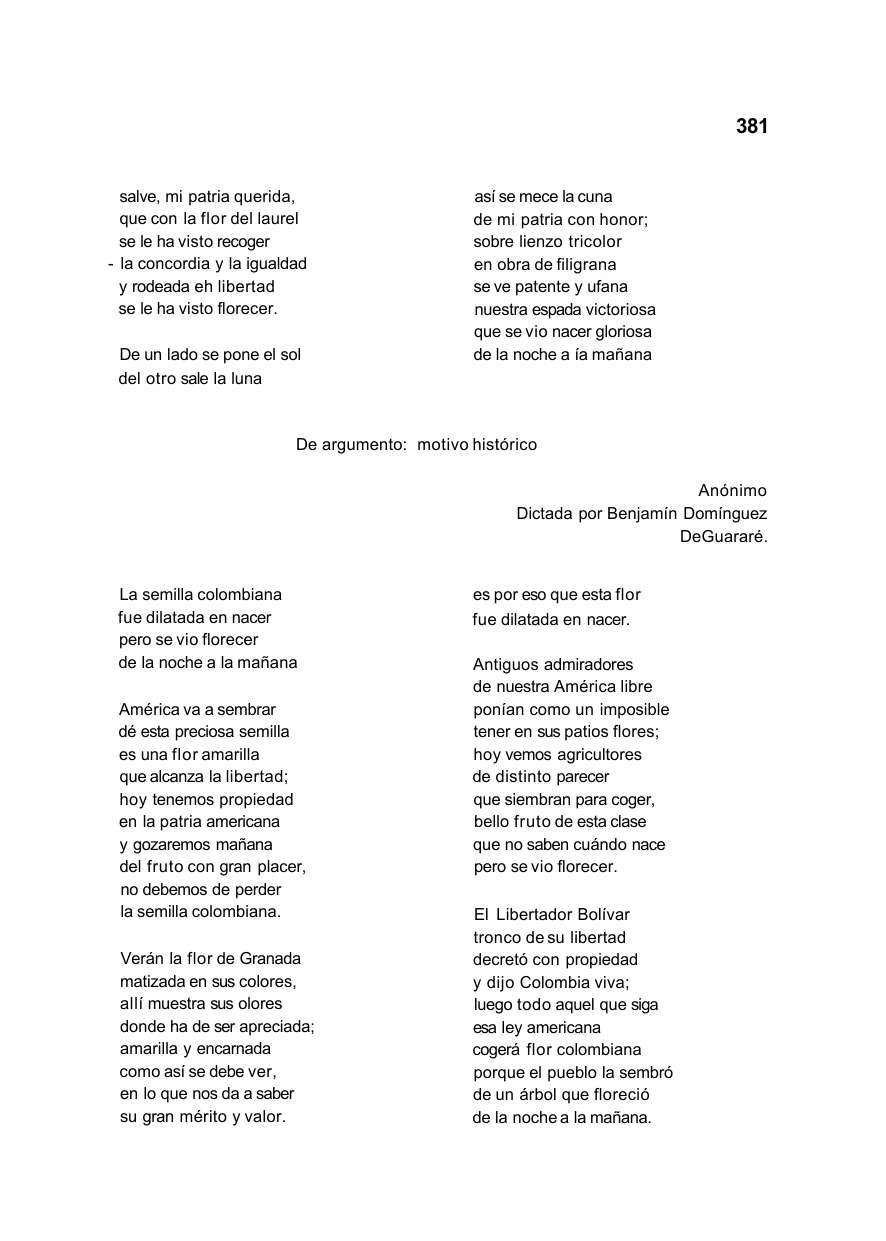 381
salve, mi patria querida,
que con la flor del laurel
se le ha visto recoger
- la concordia y la igualdad
y rodeada eh libertad
se le ha visto florecer.
De un lado se pone el sol
del otro sale la luna
así se mece la cuna
de mi patria con honor;
sobre lienzo tricolor
en obra de filigrana
se ve patente y ufana
nuestra espada victoriosa
que se vio nacer gloriosa
de la noche a ía mañana
De argumento: motivo histórico
Anónimo
Dictada por Benjamín Domínguez
DeGuararé.
La semilla colombiana
fue dilatada en nacer
pero se vio florecer
de la noche a la mañana
América va a sembrar
dé esta preciosa semilla
es una flor amarilla
que alcanza la libertad;
hoy tenemos propiedad
en la patria americana
y gozaremos mañana
del fruto con gran placer,
no debemos de perder
la semilla colombiana.
Verán la flor de Granada
matizada en sus colores,
allí muestra sus olores
donde ha de ser apreciada;
amarilla y encarnada
como así se debe ver,
en lo que nos da a saber
su gran mérito y valor.
es por eso que esta flor
fue dilatada en nacer.
Antiguos admiradores
de nuestra América libre
ponían como un imposible
tener en sus patios flores;
hoy vemos agricultores
de distinto parecer
que siembran para coger,
bello fruto de esta clase
que no saben cuándo nace
pero se vio florecer.
El Libertador Bolívar
tronco de su libertad
decretó con propiedad
y dijo Colombia viva;
luego todo aquel que siga
esa ley americana
cogerá flor colombiana
porque el pueblo la sembró
de un árbol que floreció
de la noche a la mañana.